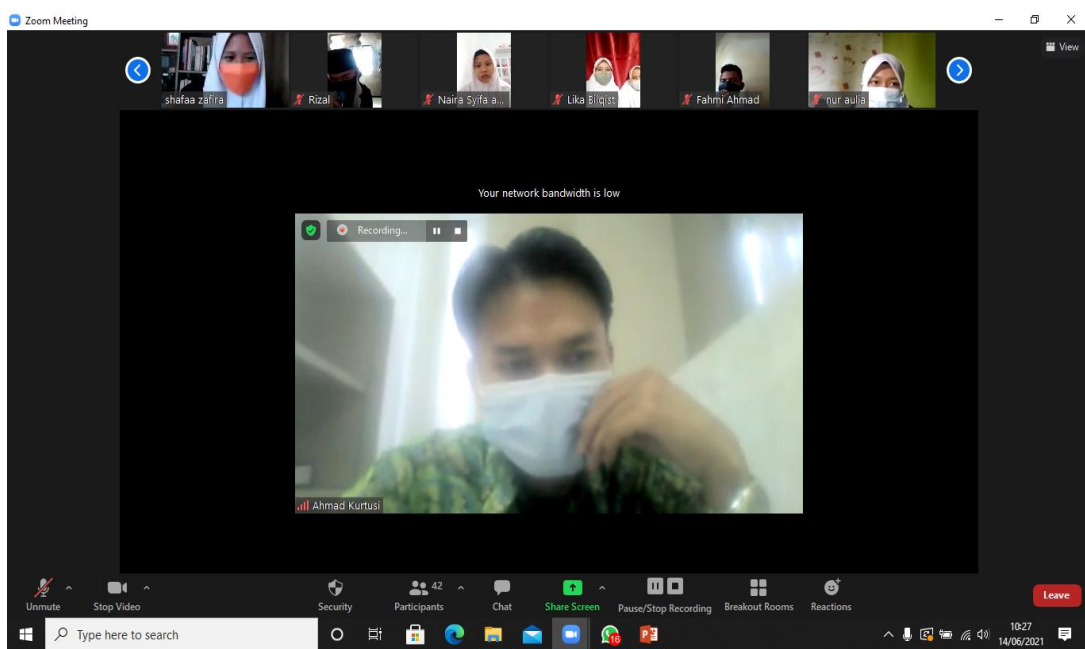 Zoom Meeting
View
shafaa zafira
Rizal
Naira Syifa a...
Lika Bilqist
Fahmi Ahmad
nur aulia
Your network bandwidth is low
Recording...
Ahmad Kurtusi
Unmute
Stop Video
Security
42
Participants
Chat
Share Screen
Pause/Stop Recording
Breakout Rooms
Reactions
Leave
Type here to search
16
10:27
14/06/2021